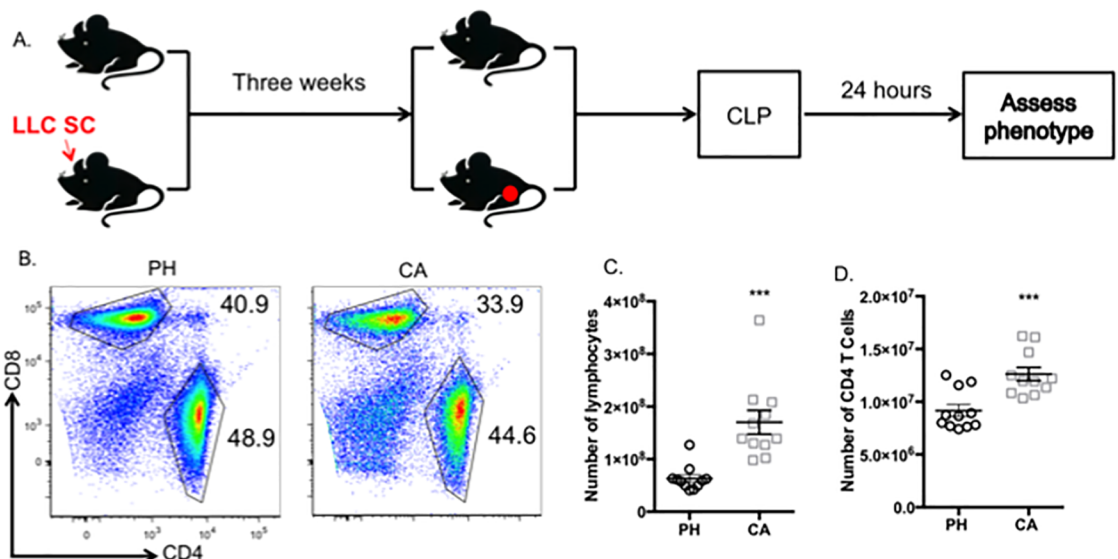 A.
LLC SC
Three weeks
CLP
24 hours
Assess
phenotype
B.
PH
CA
40.9
48.9
33.9
44.6
CD8
10⁵
10⁴
10³
0
0
10³
10⁴
10⁵
CD4
C.
***
Number of lymphocytes
4×10⁸
3×10⁸
2×10⁸
1×10⁸
0
PH
CA
D.
***
Number of CD4 T Cells
2.0×10⁷
1.5×10⁷
1.0×10⁷
5.0×10⁶
0.0
PH
CA